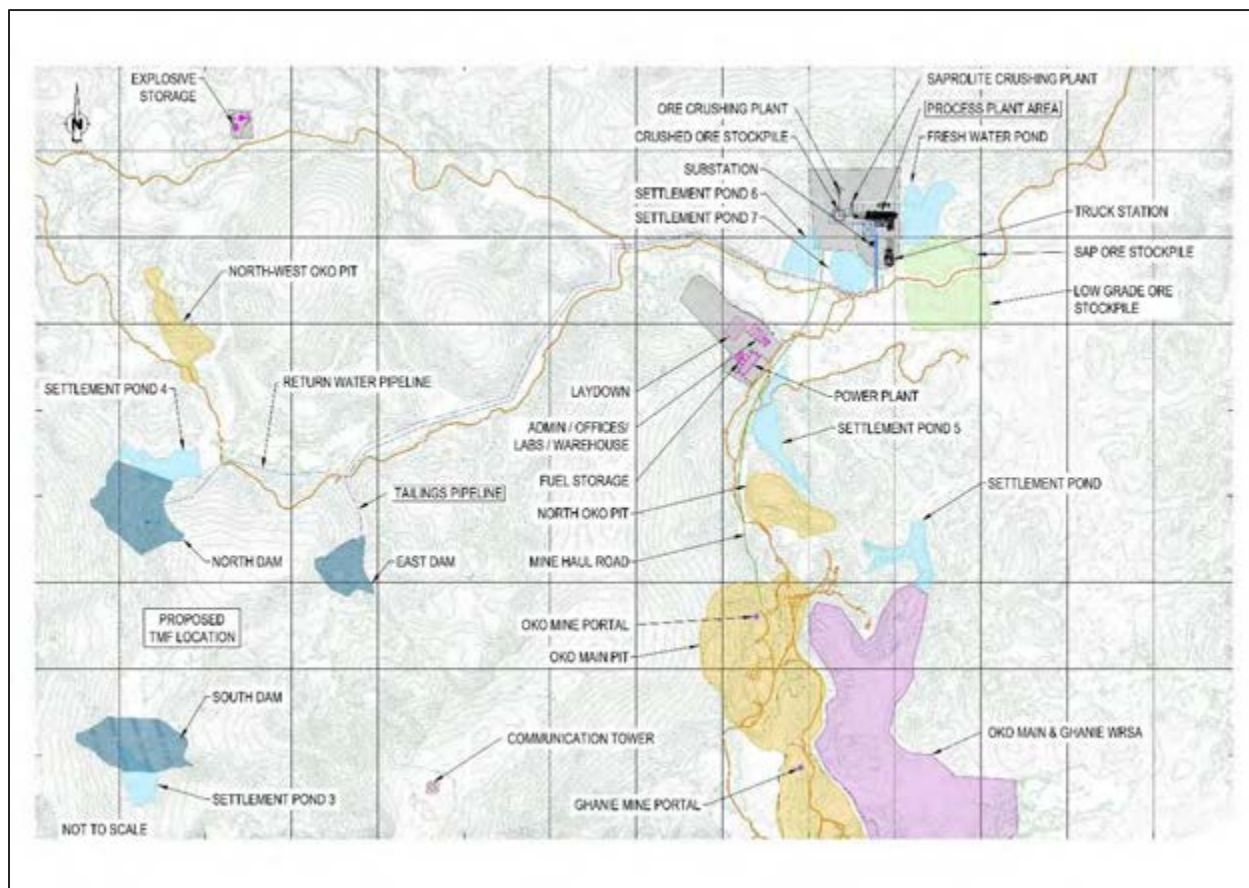 EXPLOSIVE
STORAGE
N
SAPROLITE CRUSHING PLANT
ORE CRUSHING PLANT
PROCESS PLANT AREA
CRUSHED ORE STOCKPILE
FRESH WATER POND
SUBSTATION
SETTLEMENT POND 6
SETTLEMENT POND 7
TRUCK STATION
SAP ORE STOCKPILE
NORTH-WEST OKO PIT
LOW GRADE ORE
STOCKPILE
SETTLEMENT POND 4
RETURN WATER PIPELINE
LAYDOWN
POWER PLANT
ADMIN / OFFICES/
LABS / WAREHOUSE
SETTLEMENT POND 5
FUEL STORAGE
TAILINGS PIPELINE
SETTLEMENT POND
NORTH OKO PIT
NORTH DAM
EAST DAM
MINE HAUL ROAD
PROPOSED
TMF LOCATION
OKO MINE PORTAL
OKO MAIN PIT
SOUTH DAM
COMMUNICATION TOWER
OKO MAIN & GHANIE WRSA
SETTLEMENT POND 3
GHANIE MINE PORTAL
NOT TO SCALE